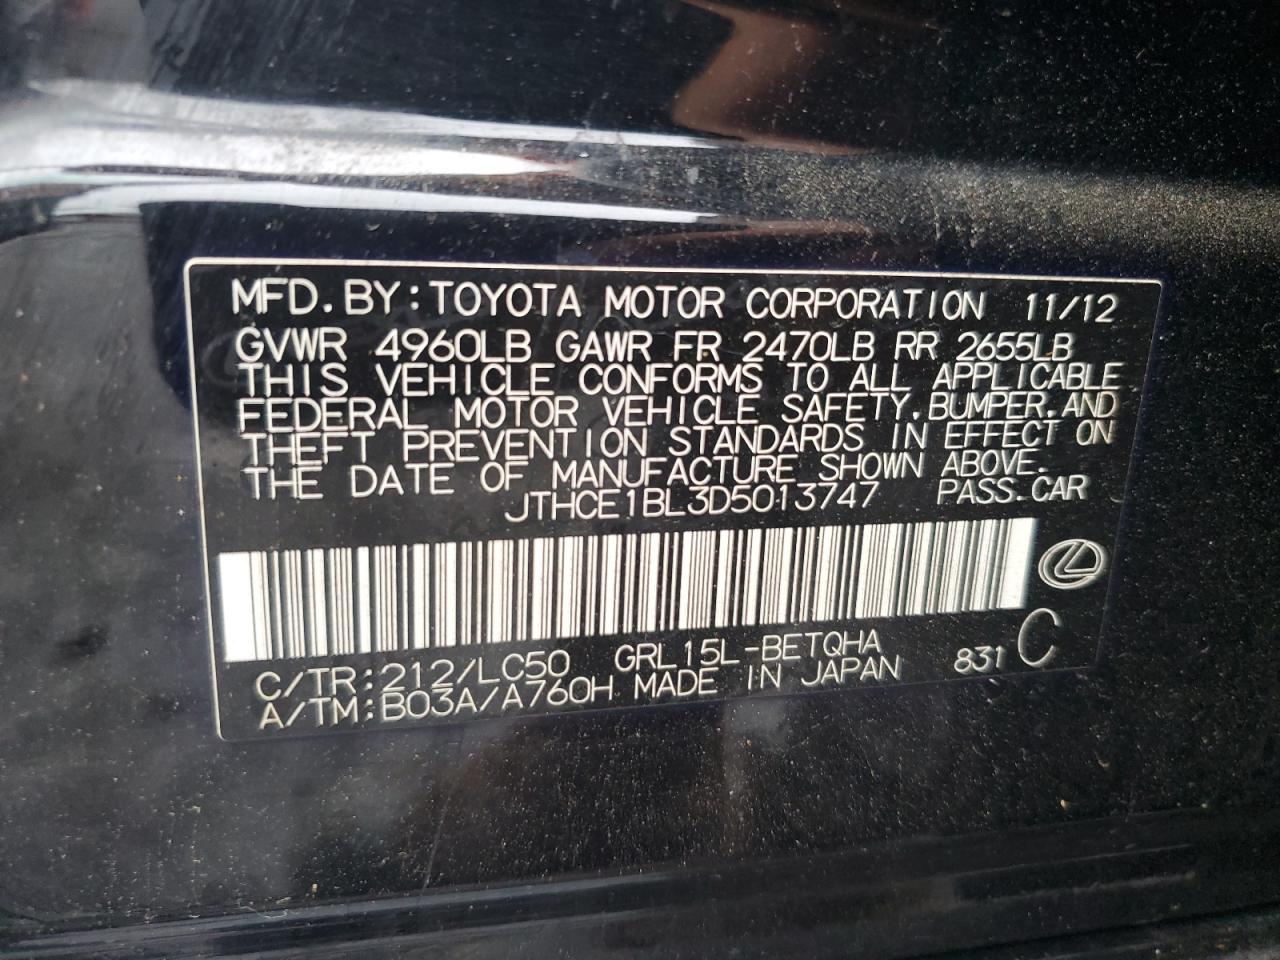 MFD.BY:TOYOTA MOTOR CORPORATION 11/12
GVWR 4960LB GAWR FR 2470LB RR 2655LB
THIS VEHICLE CONFORMS TO ALL APPLICABLE
FEDERAL MOTOR VEHICLE SAFETY,BUMPER,AND
THEFT PREVENTION STANDARDS IN EFFECT ON
THE DATE OF MANUFACTURE SHOWN ABOVE.
JTHCE1BL3D5013747 PASS.CAR
C/TR:212/LC50 GRL15L-BETQHA 831 C
A/TM:B03A/A760H MADE IN JAPAN